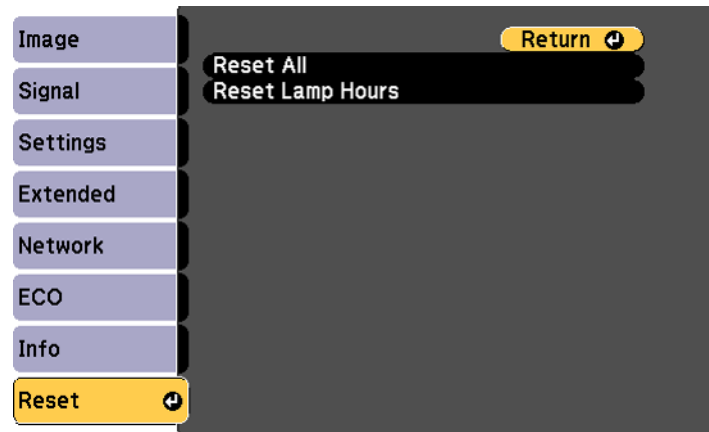 Image
Signal
Settings
Extended
Network
ECO
Info
Reset
Return
Reset All
Reset Lamp Hours